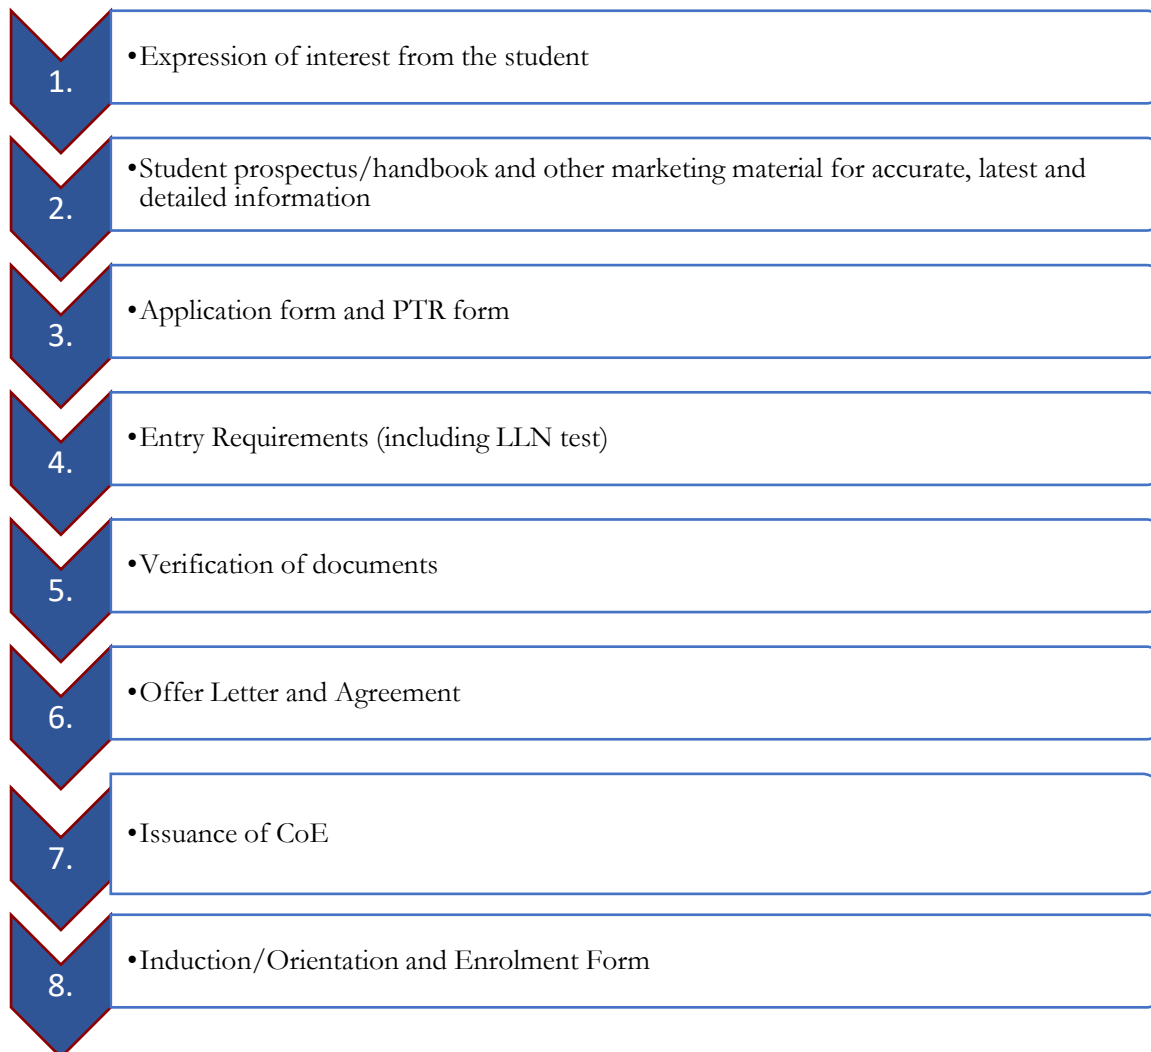 1.
•Expression of interest from the student
2.
•Student prospectus/handbook and other marketing material for accurate, latest and
detailed information
3.
•Application form and PTR form
4.
•Entry Requirements (including LLN test)
5.
•Verification of documents
6.
•Offer Letter and Agreement
7.
•Issuance of CoE
8.
•Induction/Orientation and Enrolment Form